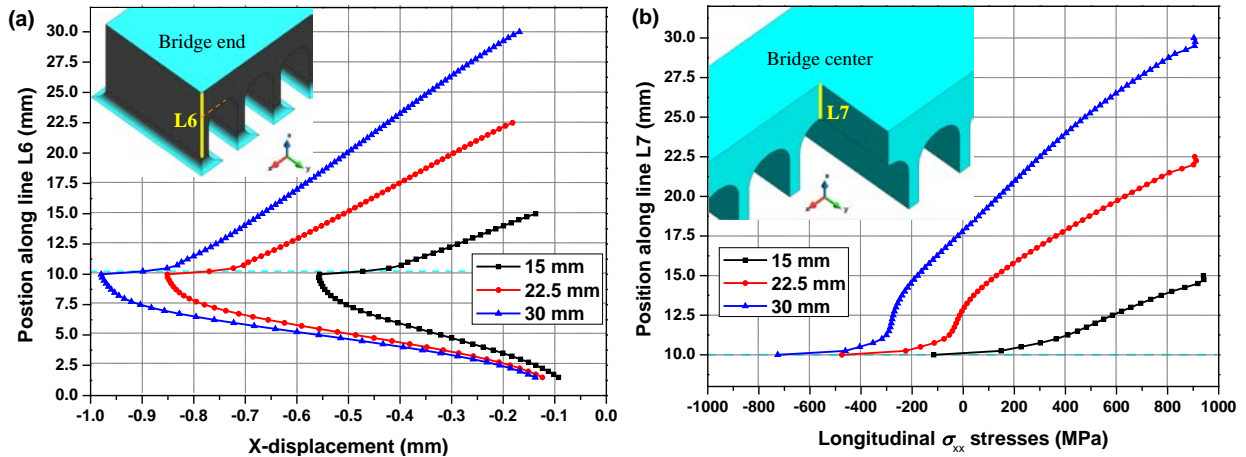 (a)
30.0
27.5
25.0
22.5
20.0
17.5
15.0
12.5
10.0
7.5
5.0
2.5
0.0
Postion along line L6 (mm)
Bridge end
L6
z
x
y
15 mm
22.5 mm
30 mm
-1.0 -0.9 -0.8 -0.7 -0.6 -0.5 -0.4 -0.3 -0.2 -0.1 0.0
X-displacement (mm)
(b)
30.0
27.5
25.0
22.5
20.0
17.5
15.0
12.5
10.0
7.5
Position along line L7 (mm)
Bridge center
L7
z
x
y
15 mm
22.5 mm
30 mm
-1000 -800 -600 -400 -200 0 200 400 600 800 1000
Longitudinal σxx stresses (MPa)